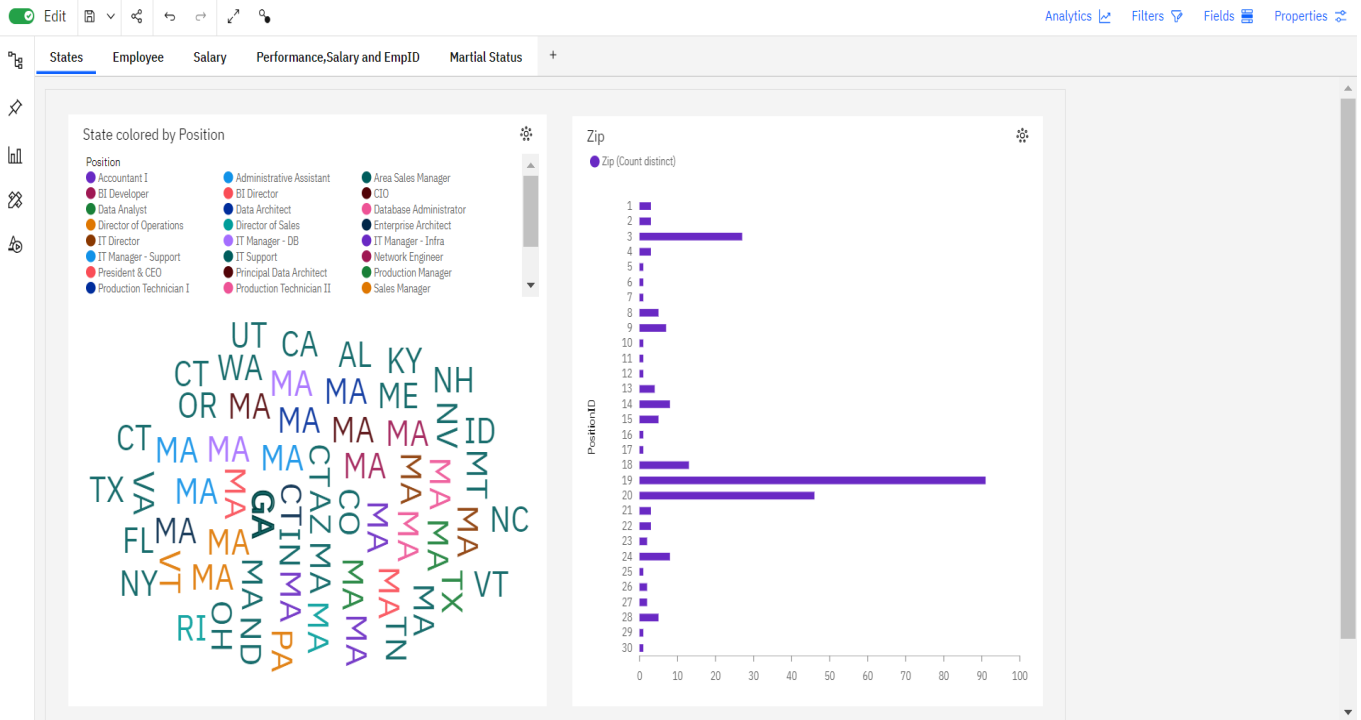 Edit
Analytics Filters Fields Properties
States Employee Salary Performance,Salary and EmpID Martial Status +
State colored by Position
Position
Accountant I Administrative Assistant Area Sales Manager
BI Developer BI Director CIO
Data Analyst Data Architect Database Administrator
Director of Operations Director of Sales Enterprise Architect
IT Director IT Manager - DB IT Manager - Infra
IT Manager - Support IT Support Network Engineer
President & CEO Principal Data Architect Production Manager
Production Technician I Production Technician II Sales Manager
UT CA AL KY
CT WA MA MA ME NH
OR MA MA MA MA NV ID
CT MA MA MA CT MA MA MA MT
TX VA MA MA GA CT AZ CO MA MA MA MA NC
FL MA MA IN MA
NY VT MA MA MA MA MA MA MA TX VT
RI OH ND PA MA MA TN
Zip
Zip (Count distinct)
PositionID
1
2
3
4
5
6
7
8
9
10
11
12
13
14
15
16
17
18
19
20
21
22
23
24
25
26
27
28
29
30
0 10 20 30 40 50 60 70 80 90 100